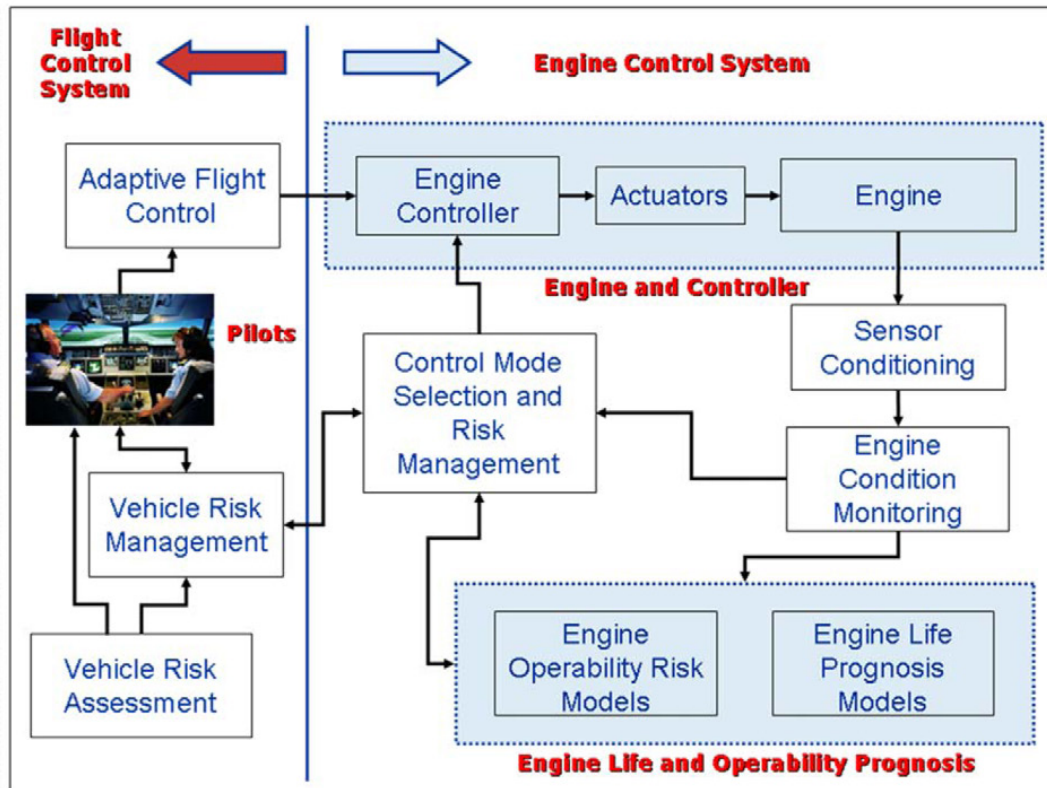 Flight
Control
System
Engine Control System
Adaptive Flight
Control
Engine
Controller
Actuators
Engine
Engine and Controller
Pilots
Sensor
Conditioning
Control Mode
Selection and
Risk
Management
Engine
Condition
Monitoring
Vehicle Risk
Management
Vehicle Risk
Assessment
Engine
Operability Risk
Models
Engine Life
Prognosis
Models
Engine Life and Operability Prognosis